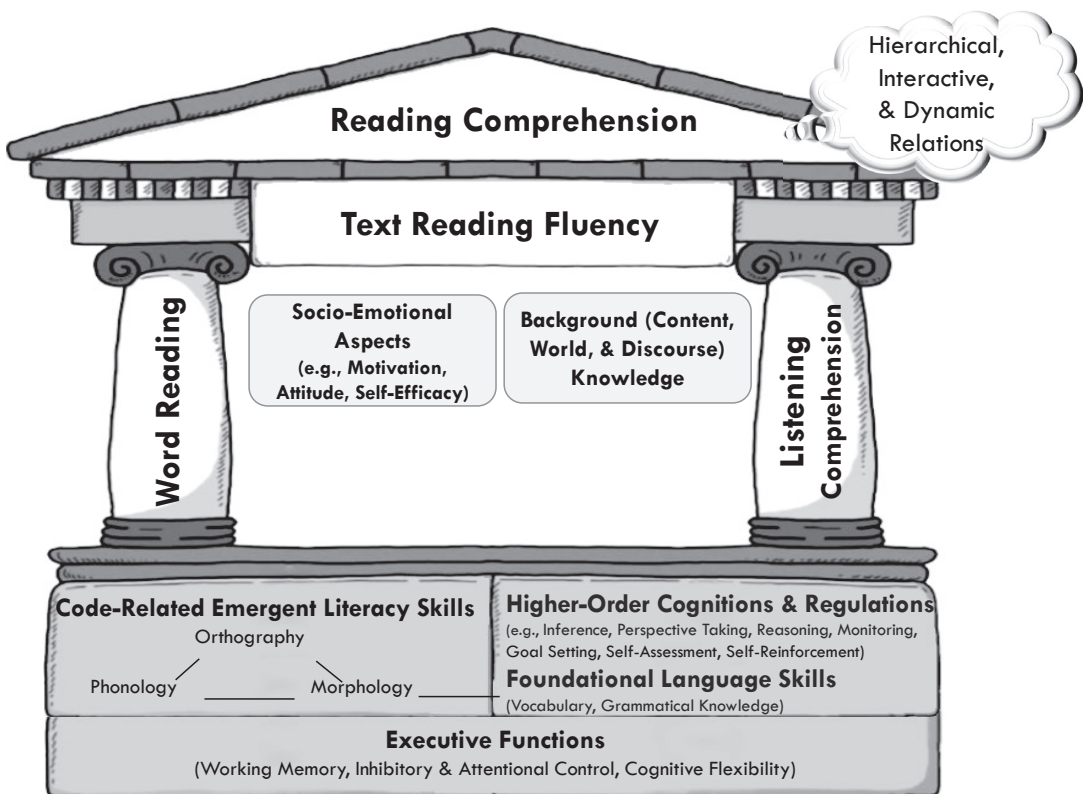 Hierarchical,
Interactive,
& Dynamic
Relations
Reading Comprehension
Text Reading Fluency
Word Reading
Socio-Emotional
Aspects
(e.g., Motivation,
Attitude, Self-Efficacy)
Background (Content,
World, & Discourse)
Knowledge
Listening
Comprehension
Code-Related Emergent Literacy Skills
Orthography
Phonology
Morphology
Higher-Order Cognitions & Regulations
(e.g., Inference, Perspective Taking, Reasoning, Monitoring,
Goal Setting, Self-Assessment, Self-Reinforcement)
Foundational Language Skills
(Vocabulary, Grammatical Knowledge)
Executive Functions
(Working Memory, Inhibitory & Attentional Control, Cognitive Flexibility)